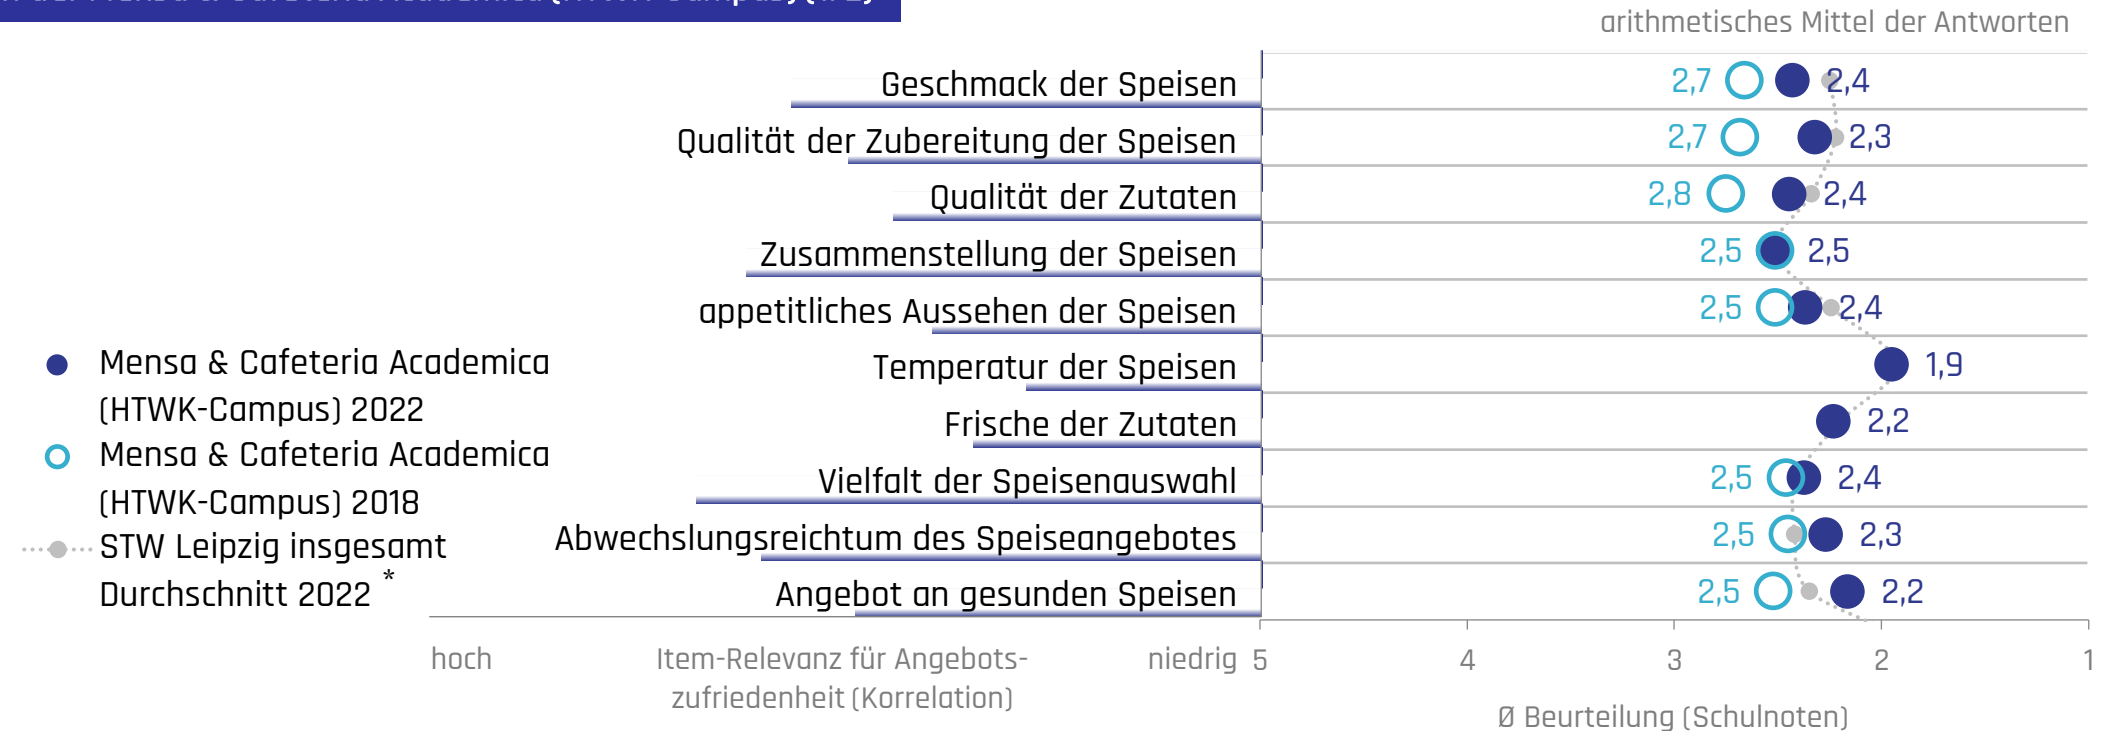 arithmetisches Mittel der Antworten
Geschmack der Speisen 2,7 2,4
Qualität der Zubereitung der Speisen 2,7 2,3
Qualität der Zutaten 2,8 2,4
Zusammenstellung der Speisen 2,5 2,5
appetitliches Aussehen der Speisen 2,5 2,4
Temperatur der Speisen 1,9
Frische der Zutaten 2,2
Vielfalt der Speisenauswahl 2,5 2,4
Abwechslungsreichtum des Speiseangebotes 2,5 2,3
Angebot an gesunden Speisen 2,5 2,2
Mensa & Cafeteria Academica
(HTWK-Campus) 2022
Mensa & Cafeteria Academica
(HTWK-Campus) 2018
STW Leipzig insgesamt
Durchschnitt 2022 *
hoch Item-Relevanz für Angebots- niedrig 5 4 3 2 1
zufriedenheit (Korrelation)
Ø Beurteilung (Schulnoten)